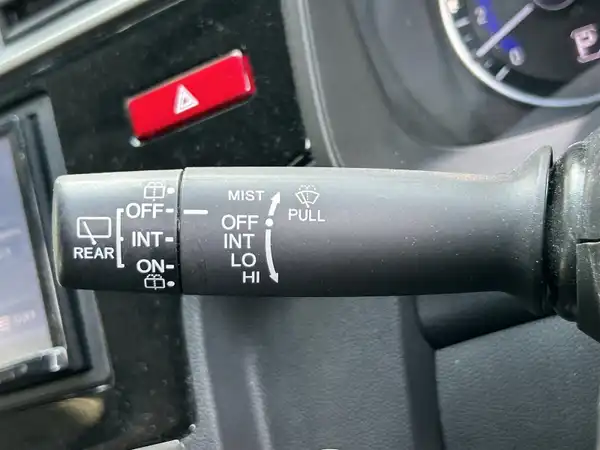 MIST
PULL
OFF
INT
LO
HI
REAR
OFF
INT
ON